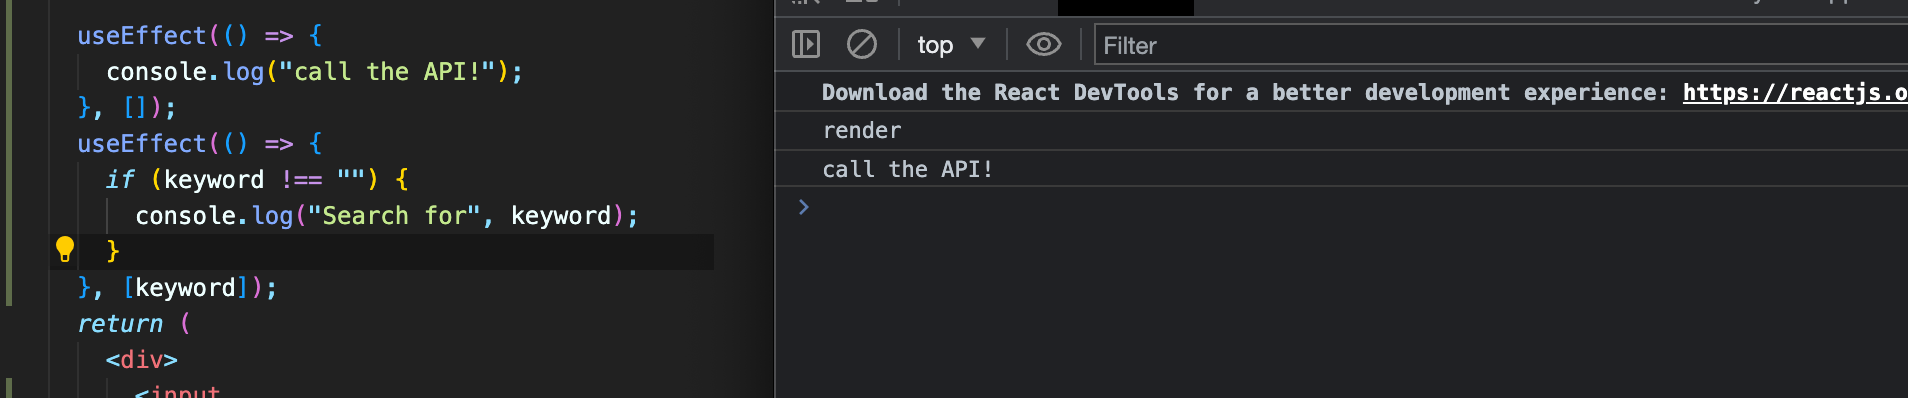 useEffect(() => {
console.log("call the API!");
}, []);
useEffect(() => {
if (keyword !== "") {
console.log("Search for", keyword);
}
}, [keyword]);
return (
<div>
<input
top
Filter
Download the React DevTools for a better development experience: https://reactjs.o
render
call the API!